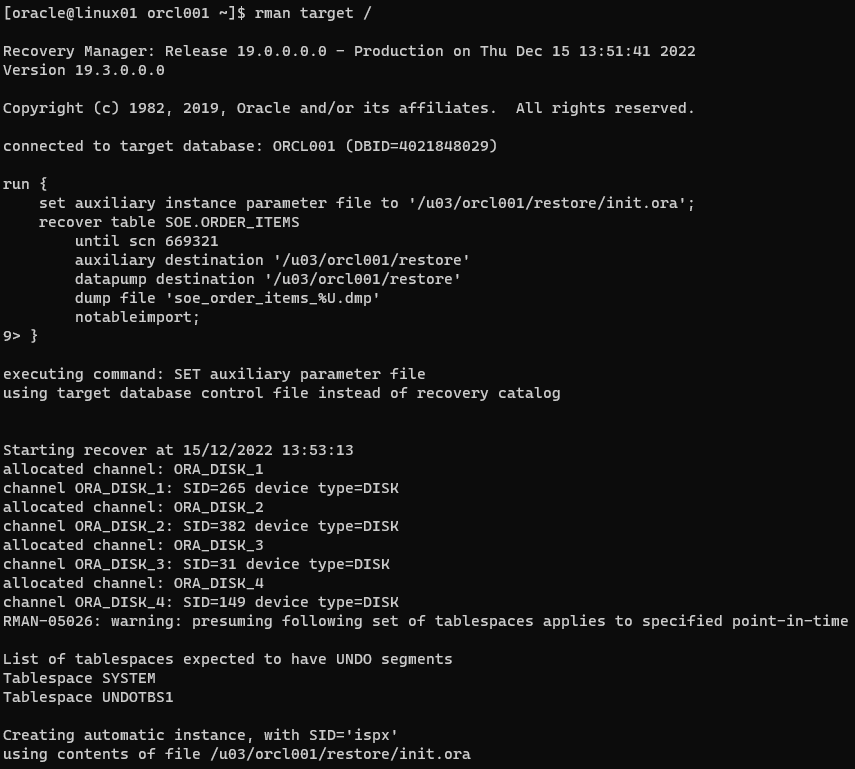 [oracle@linux01 orcl001 ~]$ rman target /
Recovery Manager: Release 19.0.0.0.0 - Production on Thu Dec 15 13:51:41 2022
Version 19.3.0.0.0
Copyright (c) 1982, 2019, Oracle and/or its affiliates.  All rights reserved.
connected to target database: ORCL001 (DBID=4021848029)
run {
    set auxiliary instance parameter file to '/u03/orcl001/restore/init.ora';
    recover table SOE.ORDER_ITEMS
        until scn 669321
        auxiliary destination '/u03/orcl001/restore'
        datapump destination '/u03/orcl001/restore'
        dump file 'soe_order_items_%U.dmp'
        notableimport;
9> }
executing command: SET auxiliary parameter file
using target database control file instead of recovery catalog
Starting recover at 15/12/2022 13:53:13
allocated channel: ORA_DISK_1
channel ORA_DISK_1: SID=265 device type=DISK
allocated channel: ORA_DISK_2
channel ORA_DISK_2: SID=382 device type=DISK
allocated channel: ORA_DISK_3
channel ORA_DISK_3: SID=31 device type=DISK
allocated channel: ORA_DISK_4
channel ORA_DISK_4: SID=149 device type=DISK
RMAN-05026: warning: presuming following set of tablespaces applies to specified point-in-time
List of tablespaces expected to have UNDO segments
Tablespace SYSTEM
Tablespace UNDOTBS1
Creating automatic instance, with SID='ispx'
using contents of file /u03/orcl001/restore/init.ora